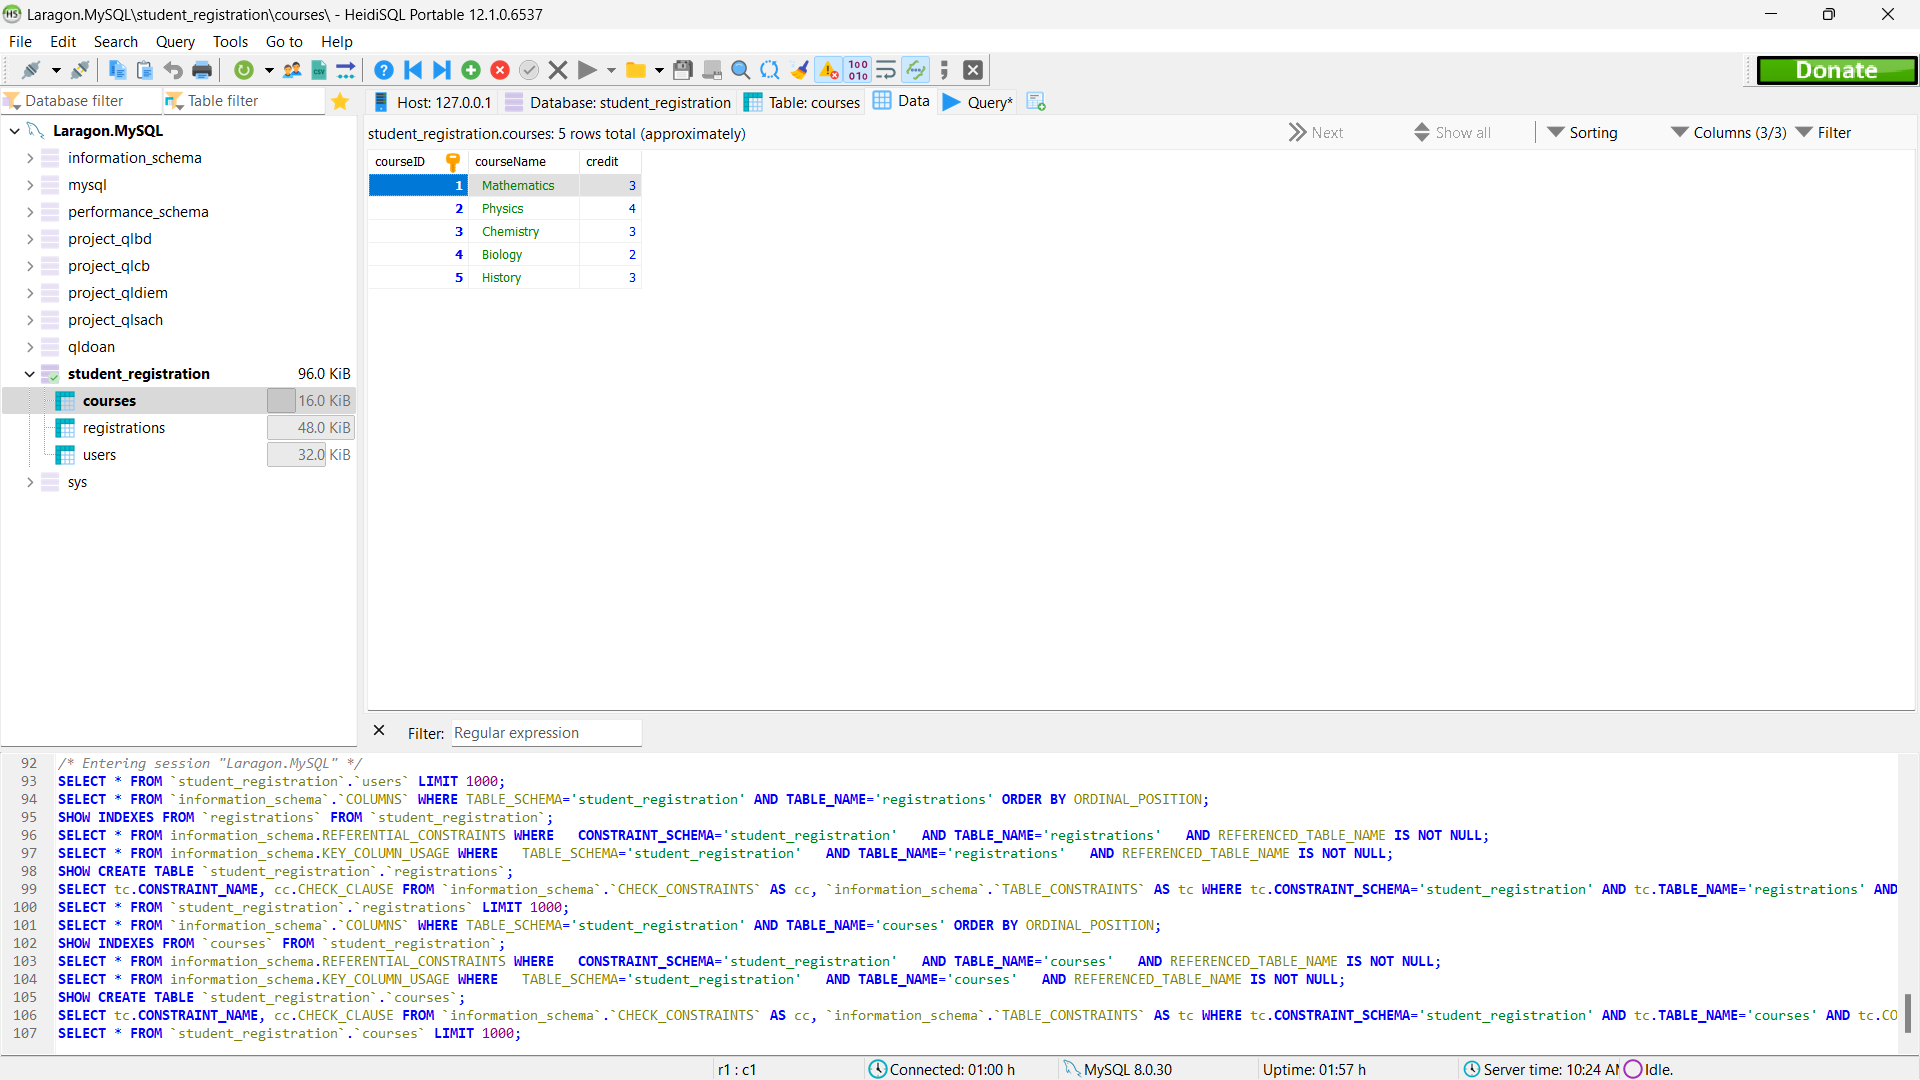 Laragon.MySQL\student_registration\courses\ - HeidiSQL Portable 12.1.0.6537
File Edit Search Query Tools Go to Help
Donate
Database filter Table filter
Host: 127.0.0.1 Database: student_registration Table: courses Data Query*
Laragon.MySQL
information_schema
mysql
performance_schema
project_qlbd
project_qlcb
project_qldiem
project_qlsach
qldoan
student_registration 96.0 KiB
courses 16.0 KiB
registrations 48.0 KiB
users 32.0 KiB
sys
student_registration.courses: 5 rows total (approximately) Next Show all Sorting Columns (3/3) Filter
courseID courseName credit
1 Mathematics 3
2 Physics 4
3 Chemistry 3
4 Biology 2
5 History 3
Filter: Regular expression
92 /* Entering session "Laragon.MySQL" */
93 SELECT * FROM `student_registration`.`users` LIMIT 1000;
94 SELECT * FROM `information_schema`.`COLUMNS` WHERE TABLE_SCHEMA='student_registration' AND TABLE_NAME='registrations' ORDER BY ORDINAL_POSITION;
95 SHOW INDEXES FROM `registrations` FROM `student_registration`;
96 SELECT * FROM information_schema.REFERENTIAL_CONSTRAINTS WHERE   CONSTRAINT_SCHEMA='student_registration'   AND TABLE_NAME='registrations'   AND REFERENCED_TABLE_NAME IS NOT NULL;
97 SELECT * FROM information_schema.KEY_COLUMN_USAGE WHERE   TABLE_SCHEMA='student_registration'   AND TABLE_NAME='registrations'   AND REFERENCED_TABLE_NAME IS NOT NULL;
98 SHOW CREATE TABLE `student_registration`.`registrations`;
99 SELECT tc.CONSTRAINT_NAME, cc.CHECK_CLAUSE FROM `information_schema`.`CHECK_CONSTRAINTS` AS cc, `information_schema`.`TABLE_CONSTRAINTS` AS tc WHERE tc.CONSTRAINT_SCHEMA='student_registration' AND tc.TABLE_NAME='registrations' AND
100 SELECT * FROM `student_registration`.`registrations` LIMIT 1000;
101 SELECT * FROM `information_schema`.`COLUMNS` WHERE TABLE_SCHEMA='student_registration' AND TABLE_NAME='courses' ORDER BY ORDINAL_POSITION;
102 SHOW INDEXES FROM `courses` FROM `student_registration`;
103 SELECT * FROM information_schema.REFERENTIAL_CONSTRAINTS WHERE   CONSTRAINT_SCHEMA='student_registration'   AND TABLE_NAME='courses'   AND REFERENCED_TABLE_NAME IS NOT NULL;
104 SELECT * FROM information_schema.KEY_COLUMN_USAGE WHERE   TABLE_SCHEMA='student_registration'   AND TABLE_NAME='courses'   AND REFERENCED_TABLE_NAME IS NOT NULL;
105 SHOW CREATE TABLE `student_registration`.`courses`;
106 SELECT tc.CONSTRAINT_NAME, cc.CHECK_CLAUSE FROM `information_schema`.`CHECK_CONSTRAINTS` AS cc, `information_schema`.`TABLE_CONSTRAINTS` AS tc WHERE tc.CONSTRAINT_SCHEMA='student_registration' AND tc.TABLE_NAME='courses' AND tc.CO
107 SELECT * FROM `student_registration`.`courses` LIMIT 1000;
r1 : c1 Connected: 01:00 h MySQL 8.0.30 Uptime: 01:57 h Server time: 10:24 AM Idle.